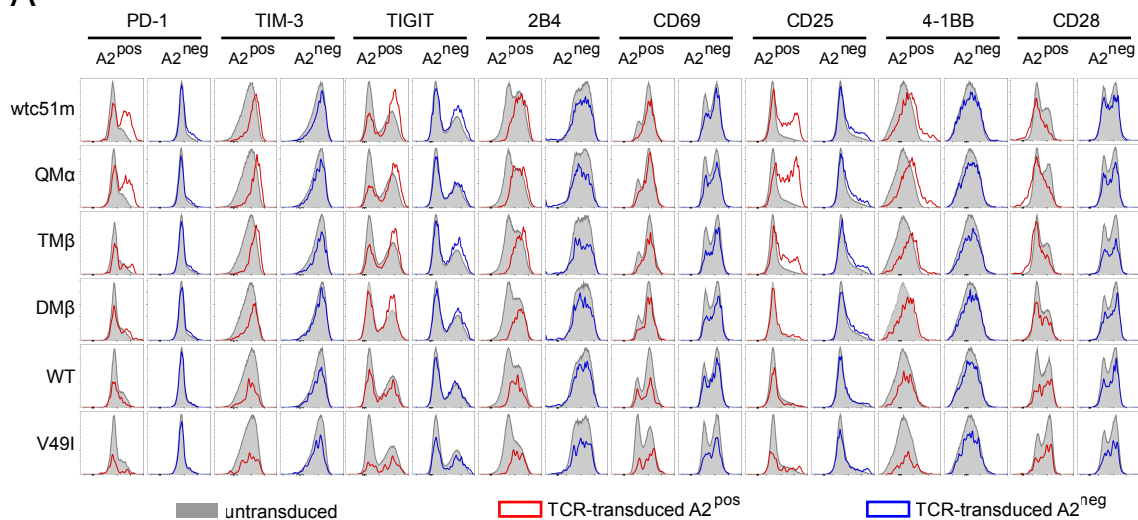 PD-1 TIM-3 TIGIT 2B4 CD69 CD25 4-1BB CD28
A2pos A2neg A2pos A2neg A2pos A2neg A2pos A2neg A2pos A2neg A2pos A2neg A2pos A2neg A2pos A2neg
wtc51m
QMα
TMβ
DMβ
WT
V49I
untransduced TCR-transduced A2pos TCR-transduced A2neg